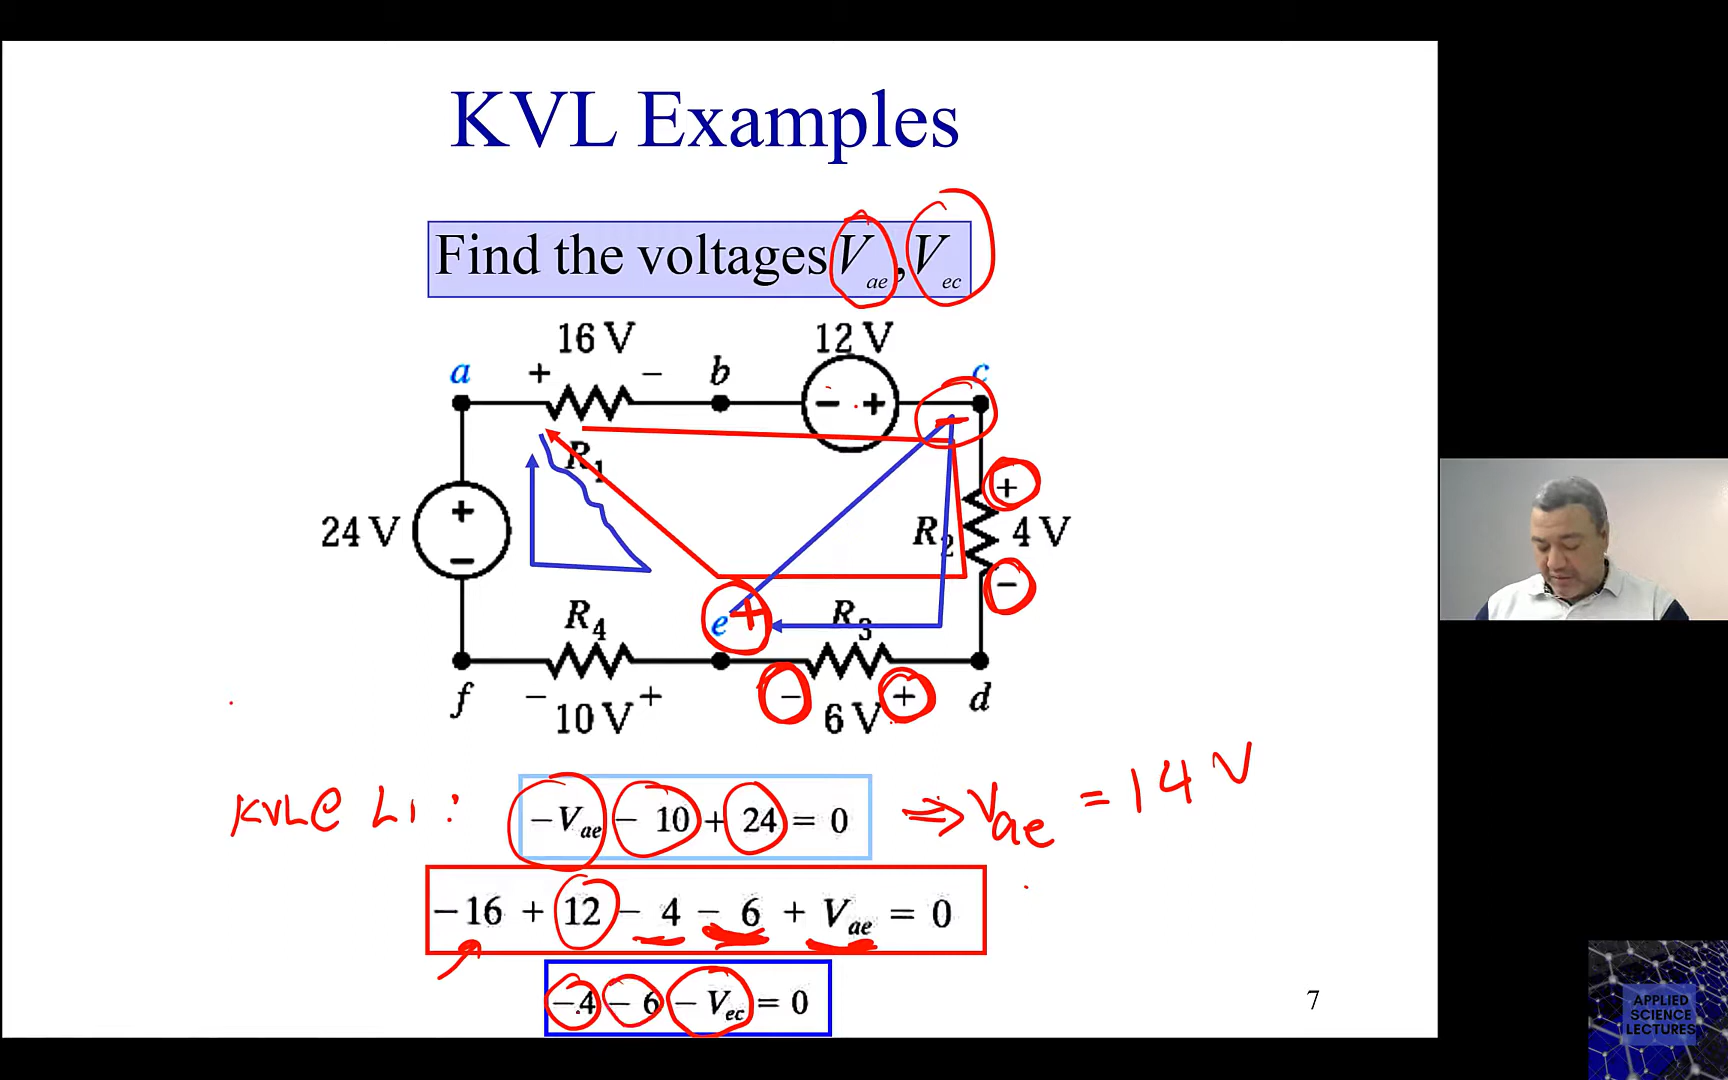 KVL Examples
Find the voltages V_ae, V_ec
16 V 12 V
a + − b − + c
R_1
+
24 V + − R_2 4 V
−
R_4 e + R_3
f − 10 V + − 6 V + d
KVL@ L1 : −V_ae − 10 + 24 = 0 ⇒ V_ae = 14 V
−16 + 12 − 4 − 6 + V_ae = 0
−4 − 6 − V_ec = 0
7
APPLIED
SCIENCE
LECTURES